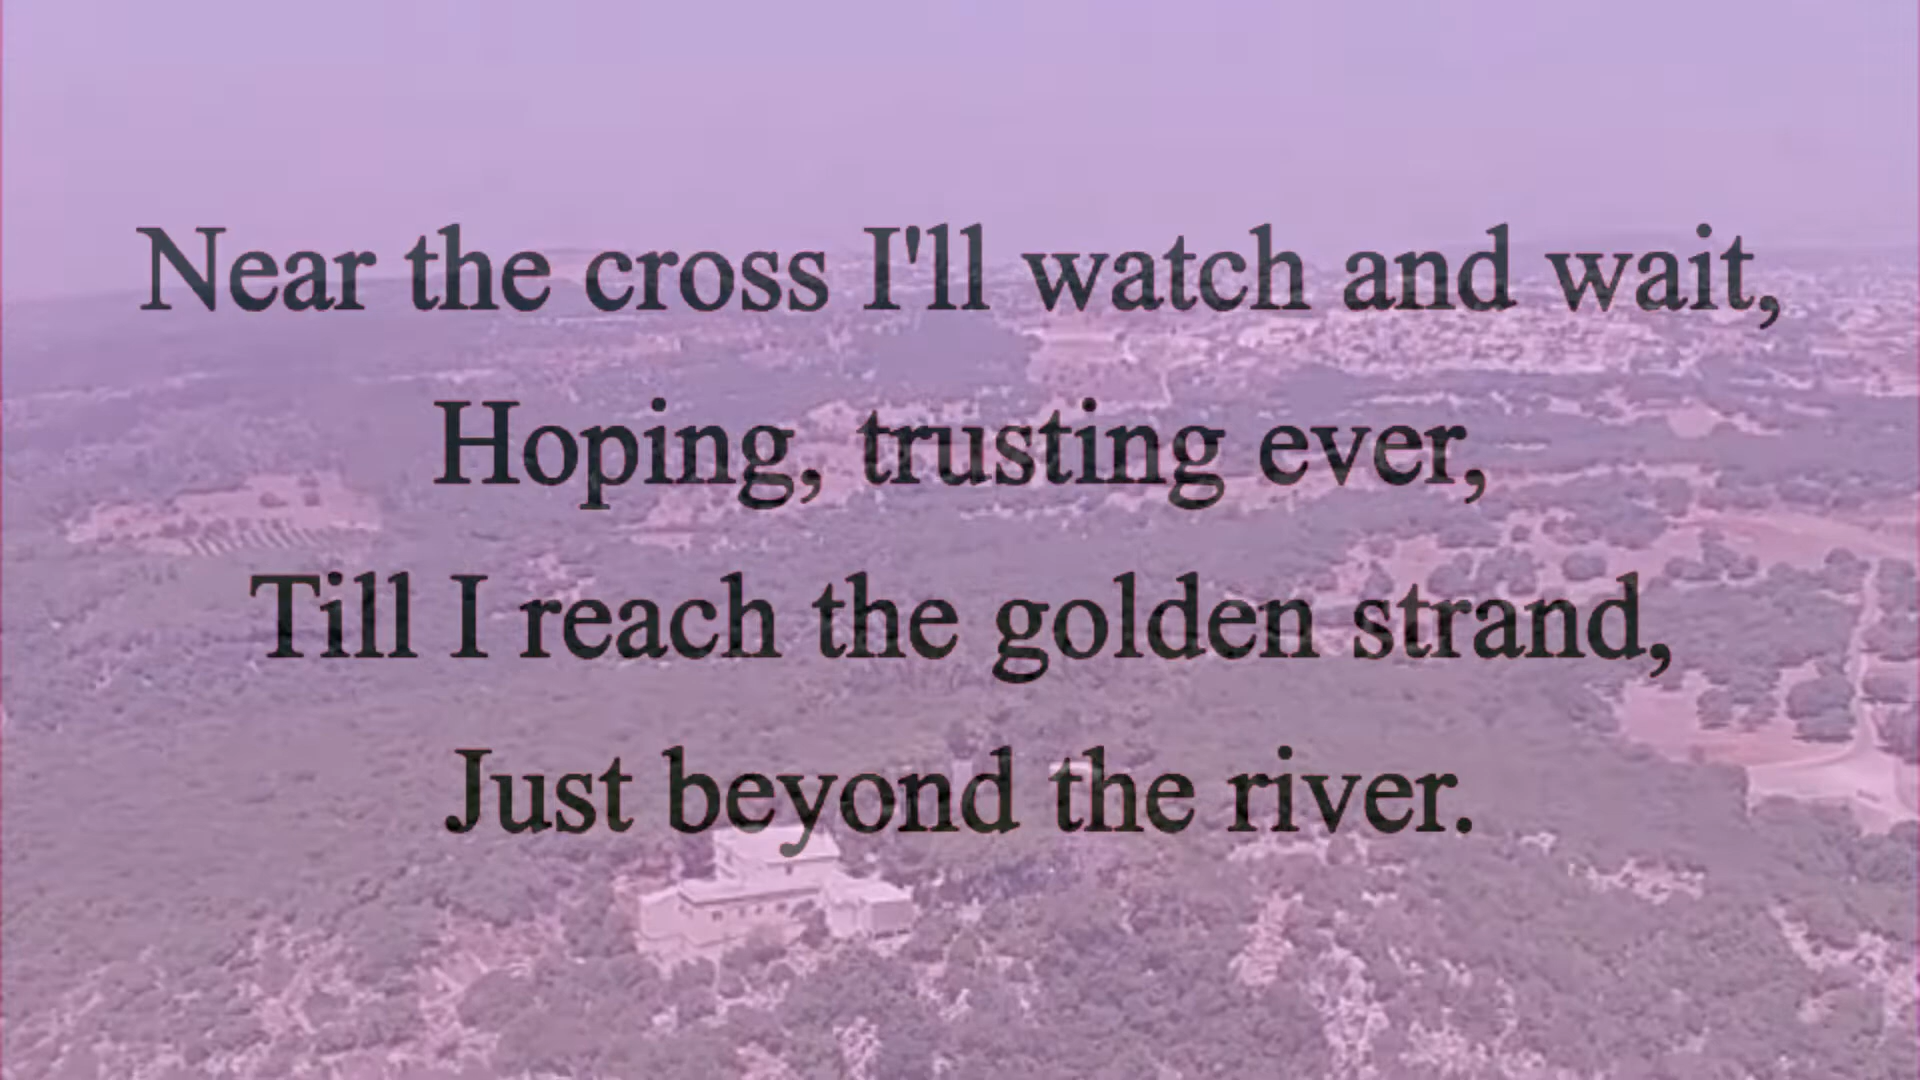 Near the cross I'll watch and wait,
Hoping, trusting ever,
Till I reach the golden strand,
Just beyond the river.